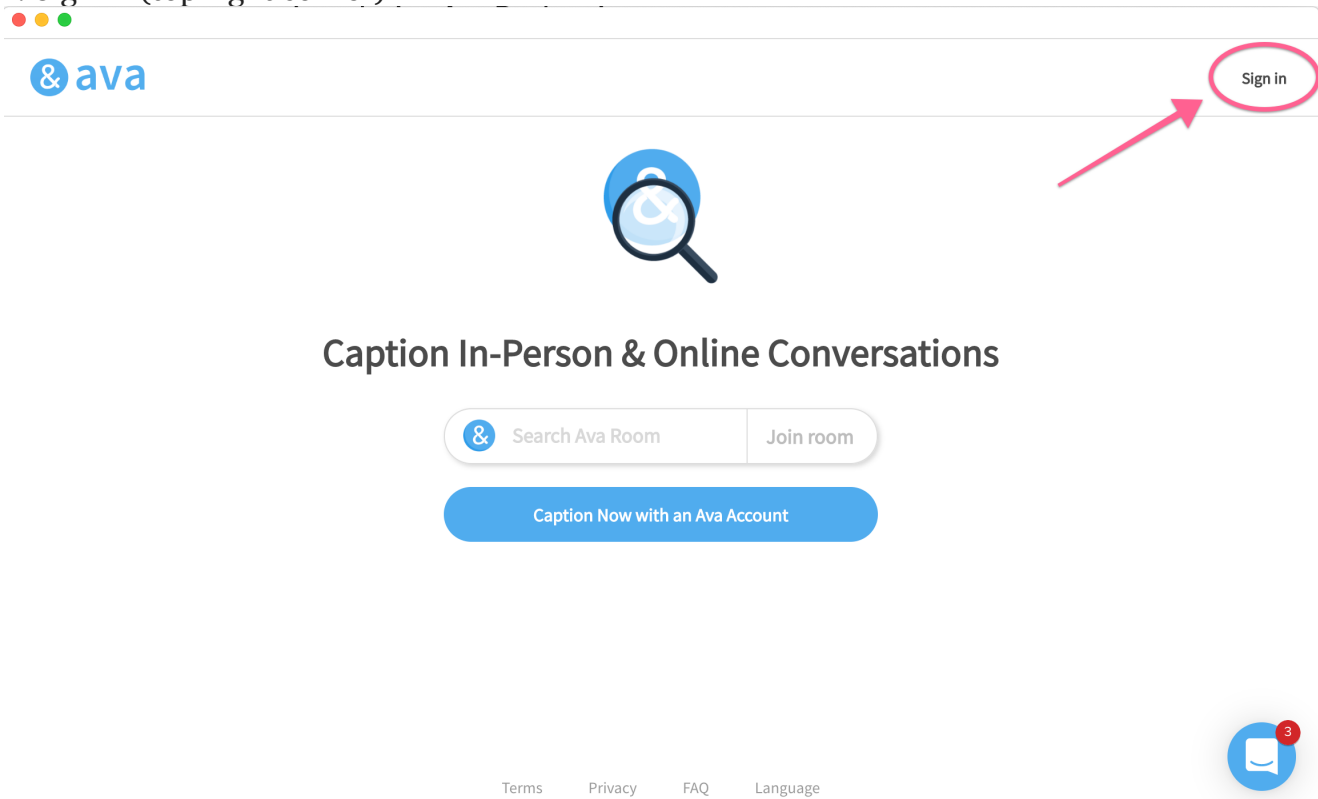 & ava
Sign in
&
Caption In-Person & Online Conversations
& Search Ava Room Join room
Caption Now with an Ava Account
3
Terms Privacy FAQ Language